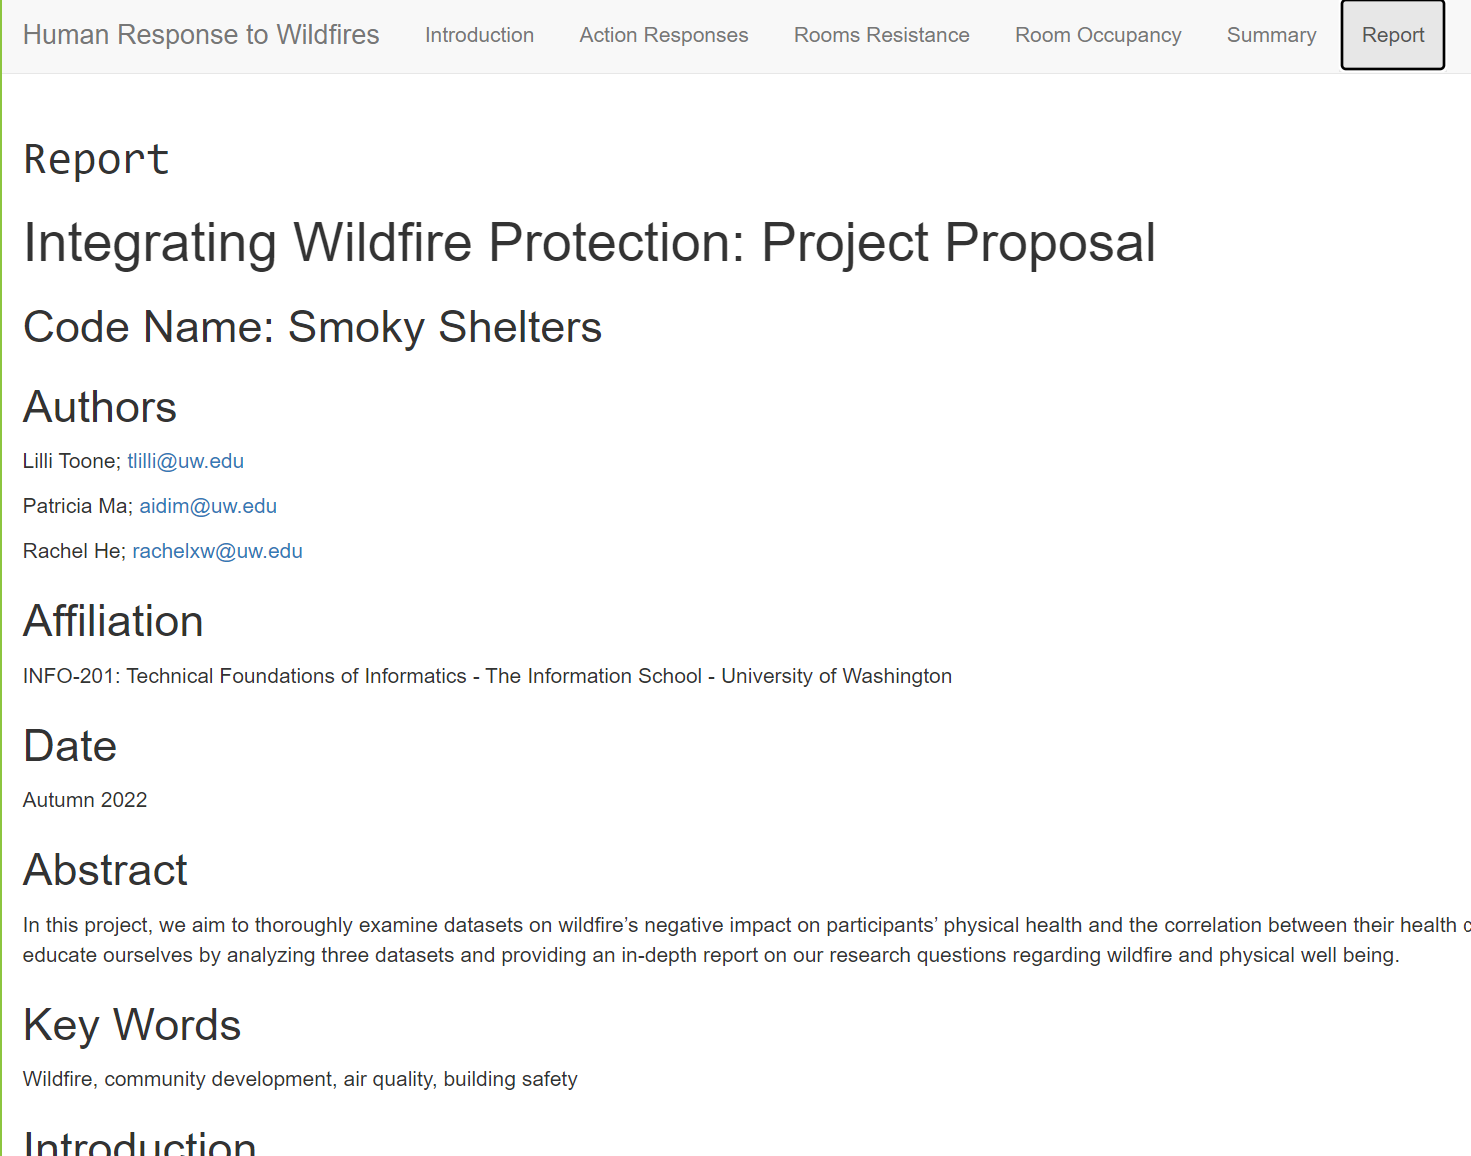 Human Response to Wildfires Introduction Action Responses Rooms Resistance Room Occupancy Summary Report
Report
Integrating Wildfire Protection: Project Proposal
Code Name: Smoky Shelters
Authors
Lilli Toone; tlilli@uw.edu
Patricia Ma; aidim@uw.edu
Rachel He; rachelxw@uw.edu
Affiliation
INFO-201: Technical Foundations of Informatics - The Information School - University of Washington
Date
Autumn 2022
Abstract
In this project, we aim to thoroughly examine datasets on wildfire’s negative impact on participants’ physical health and the correlation between their health
educate ourselves by analyzing three datasets and providing an in-depth report on our research questions regarding wildfire and physical well being.
Key Words
Wildfire, community development, air quality, building safety
Introduction